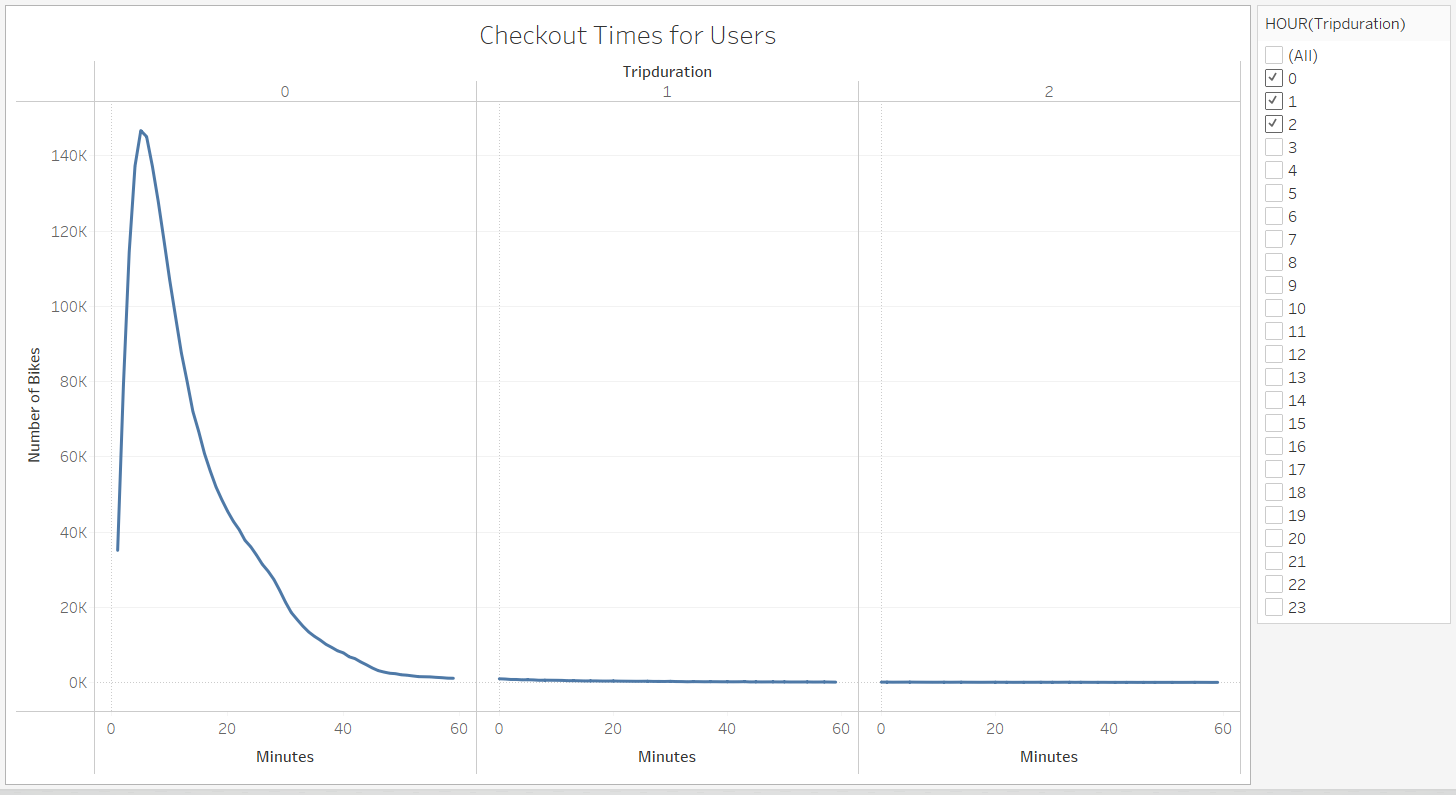 Checkout Times for Users
Tripduration
0 1 2
140K
120K
100K
80K
60K
40K
20K
0K
Number of Bikes
0 20 40 60 0 20 40 60 0 20 40 60
Minutes Minutes Minutes
HOUR(Tripduration)
(All)
0
1
2
3
4
5
6
7
8
9
10
11
12
13
14
15
16
17
18
19
20
21
22
23